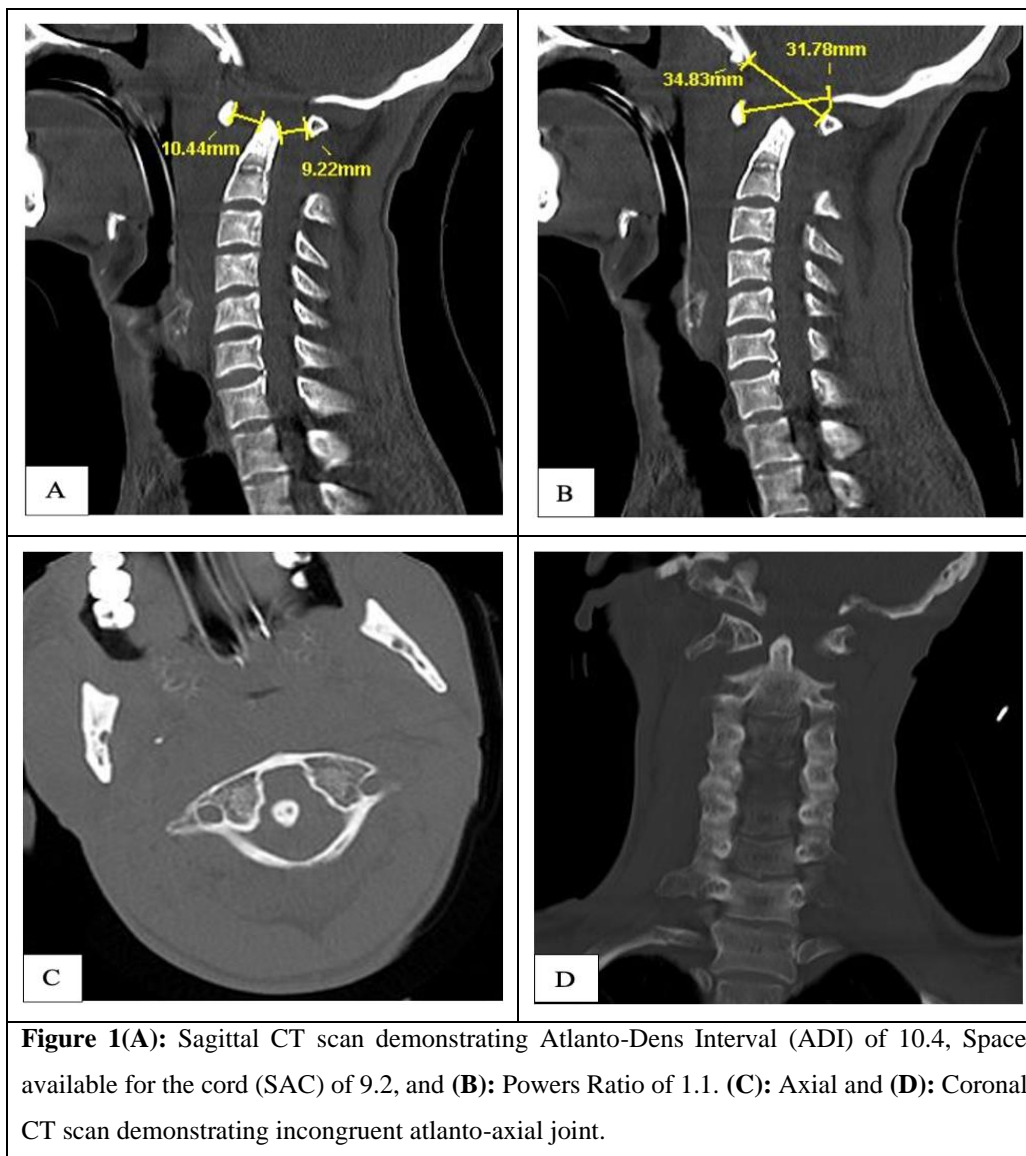 10.44mm
9.22mm
A
31.78mm
34.83mm
B
C
D
Figure 1(A): Sagittal CT scan demonstrating Atlanto-Dens Interval (ADI) of 10.4, Space
available for the cord (SAC) of 9.2, and (B): Powers Ratio of 1.1. (C): Axial and (D): Coronal
CT scan demonstrating incongruent atlanto-axial joint.